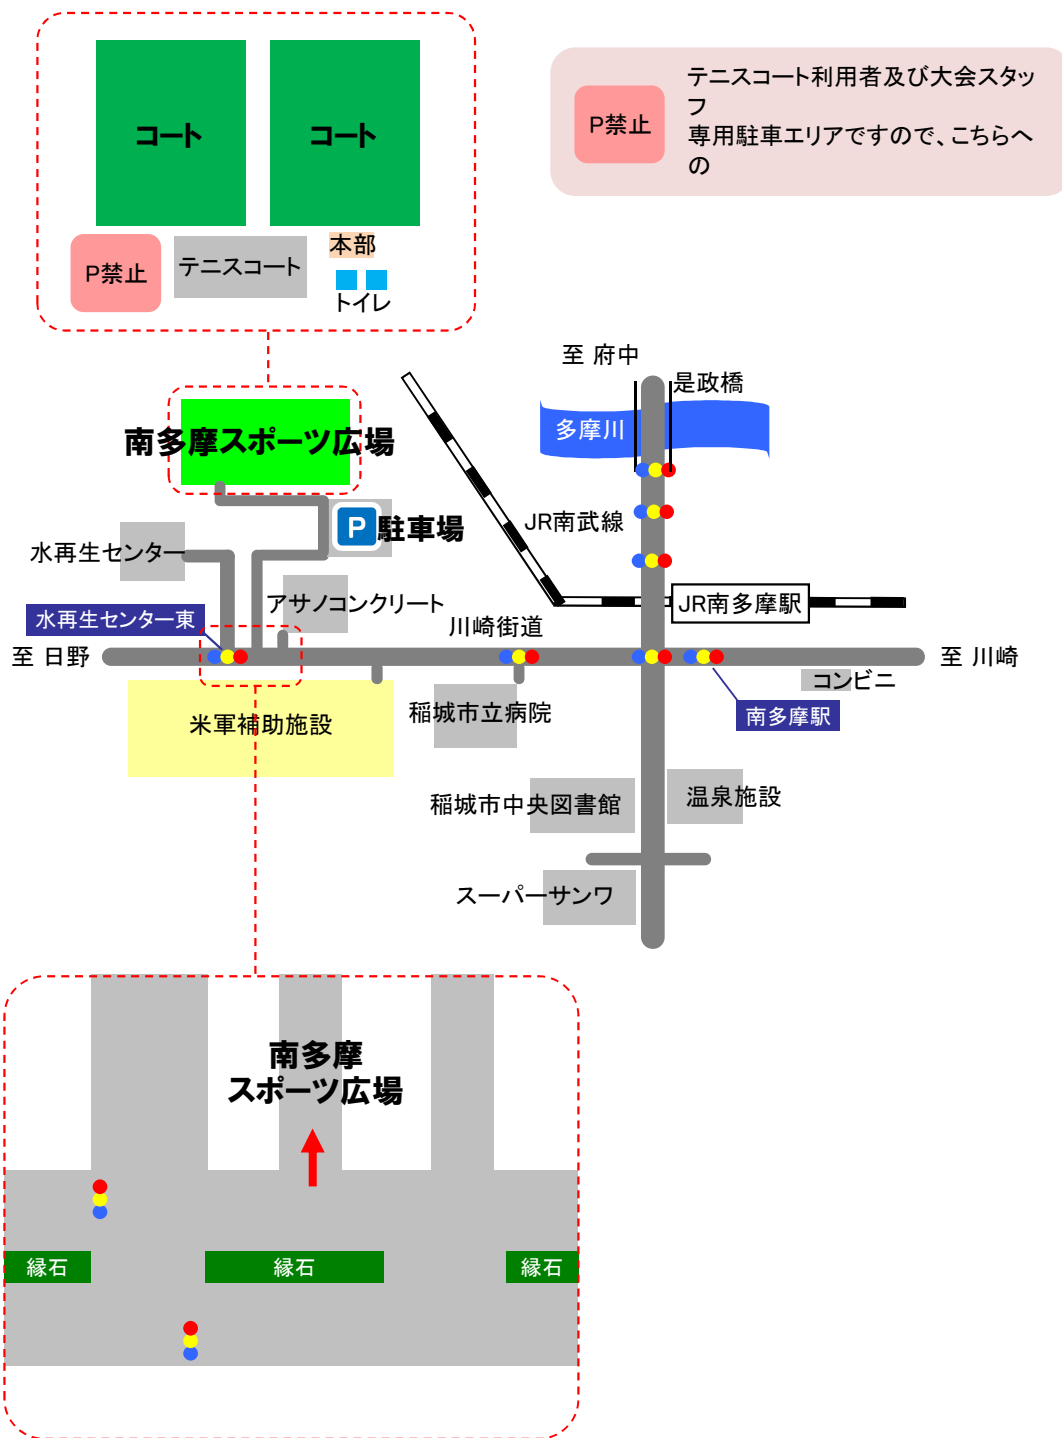 コート
コート
テニスコート利用者及び大会スタッ
フ
専用駐車エリアですので、こちらへ
の
P禁止
P禁止
テニスコート
本部
トイレ
至 府中
是政橋
多摩川
南多摩スポーツ広場
P
駐車場
JR南武線
水再生センター
アサノコンクリート
JR南多摩駅
水再生センター東
川崎街道
至 日野
至 川崎
コンビニ
米軍補助施設
稲城市立病院
南多摩駅
稲城市中央図書館
温泉施設
スーパーサンワ
南多摩
スポーツ広場
縁石
縁石
縁石